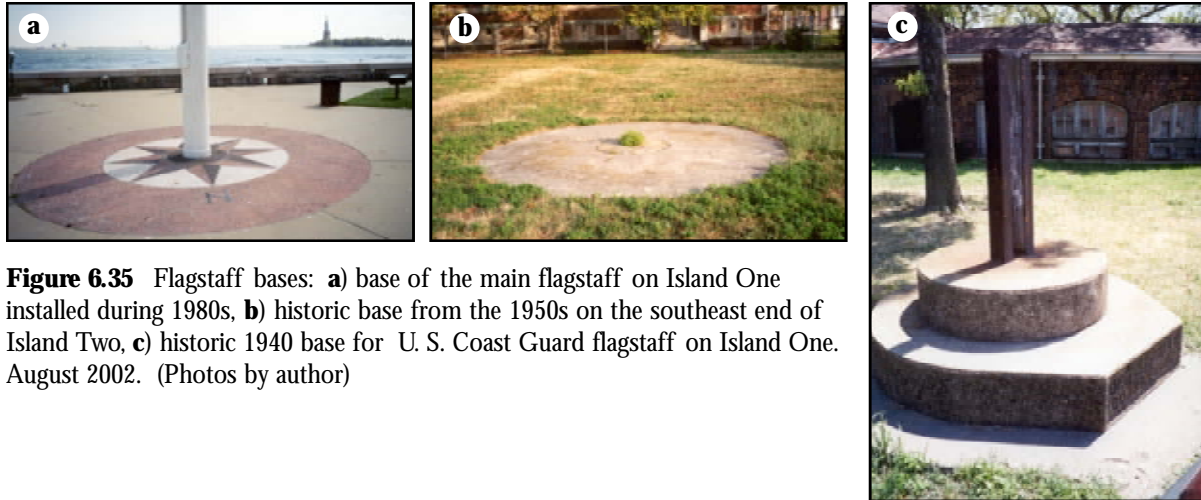 a
b
c
Figure 6.35 Flagstaff bases: a) base of the main flagstaff on Island One
installed during 1980s, b) historic base from the 1950s on the southeast end of
Island Two, c) historic 1940 base for U. S. Coast Guard flagstaff on Island One.
August 2002. (Photos by author)